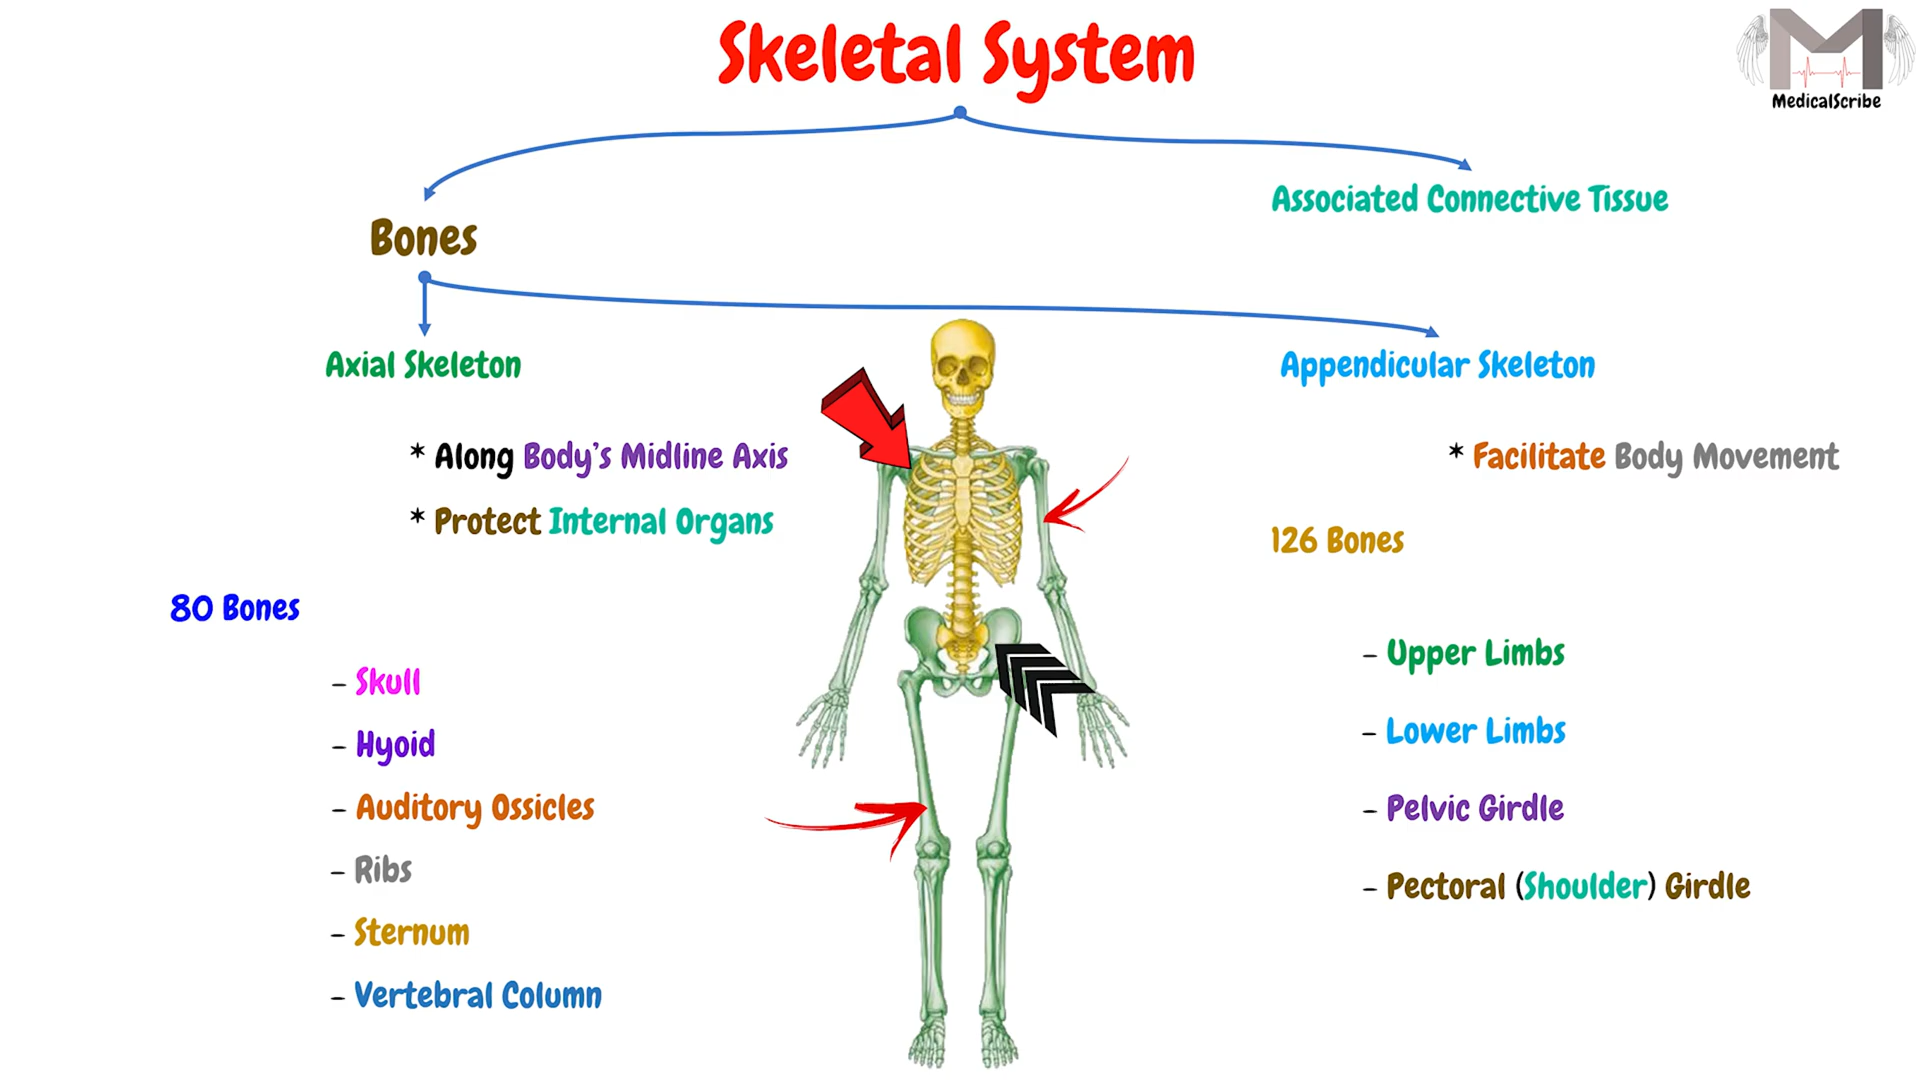 Skeletal System
MedicalScribe
Associated Connective Tissue
Bones
Axial Skeleton
* Along Body's Midline Axis
* Protect Internal Organs
80 Bones
- Skull
- Hyoid
- Auditory Ossicles
- Ribs
- Sternum
- Vertebral Column
Appendicular Skeleton
* Facilitate Body Movement
126 Bones
- Upper Limbs
- Lower Limbs
- Pelvic Girdle
- Pectoral (Shoulder) Girdle